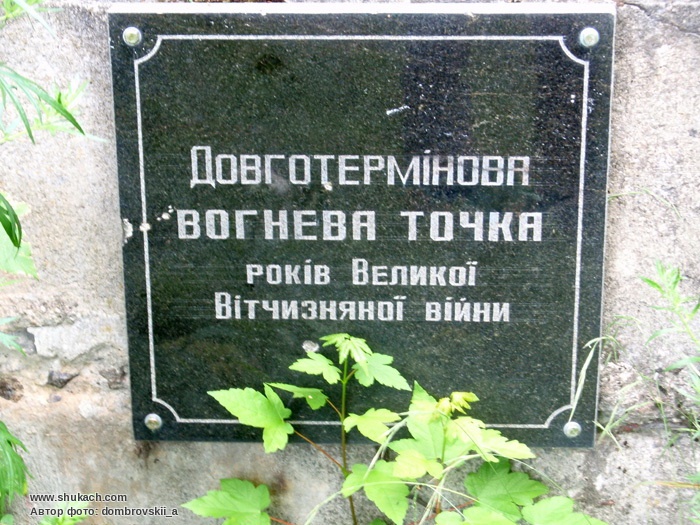 Довготермінова
вогнева точка
років Великої
Вітчизняної війни
www.shukach.com
Автор фото: dombrovskii_a